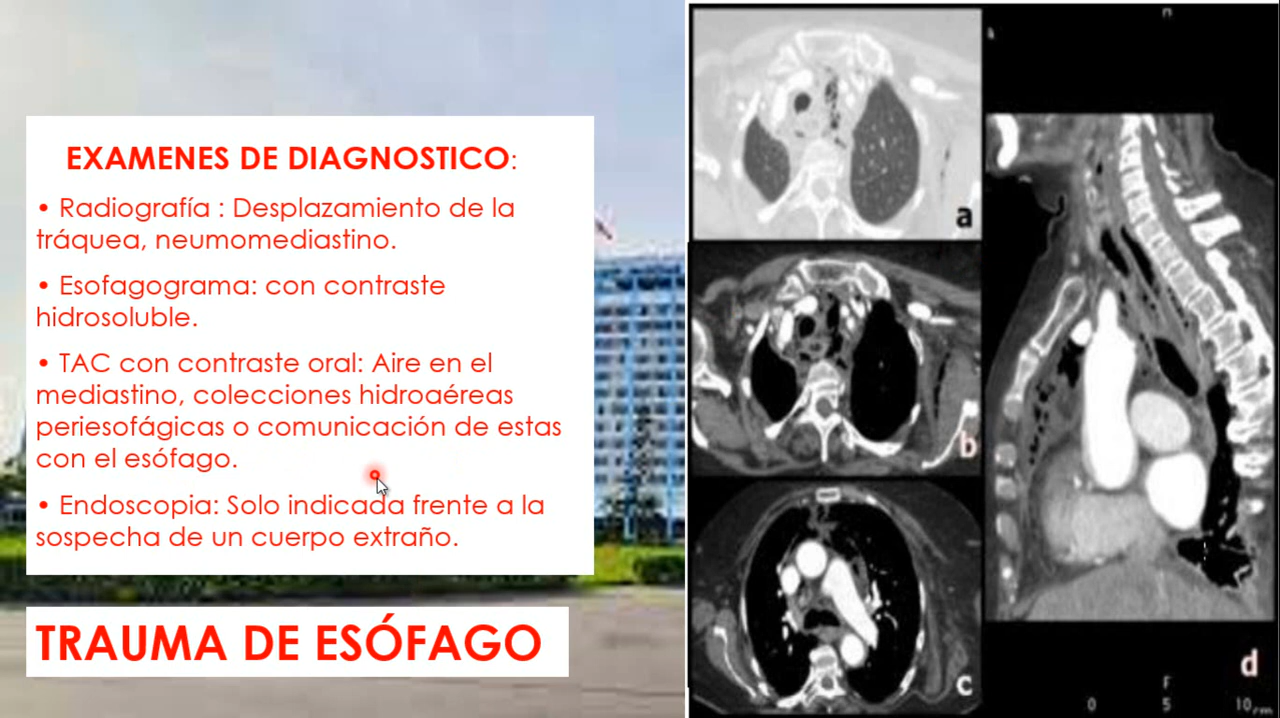 EXAMENES DE DIAGNOSTICO:
• Radiografía : Desplazamiento de la
tráquea, neumomediastino.
• Esofagograma: con contraste
hidrosoluble.
• TAC con contraste oral: Aire en el
mediastino, colecciones hidroaéreas
periesofágicas o comunicación de estas
con el esófago.
• Endoscopia: Solo indicada frente a la
sospecha de un cuerpo extraño.
TRAUMA DE ESÓFAGO
a
b
c
d
0 5 10cm